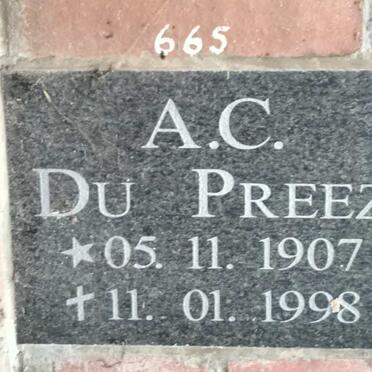 665
A.C.
DU PREEZ
★05. 11. 1907
✝11. 01. 1998